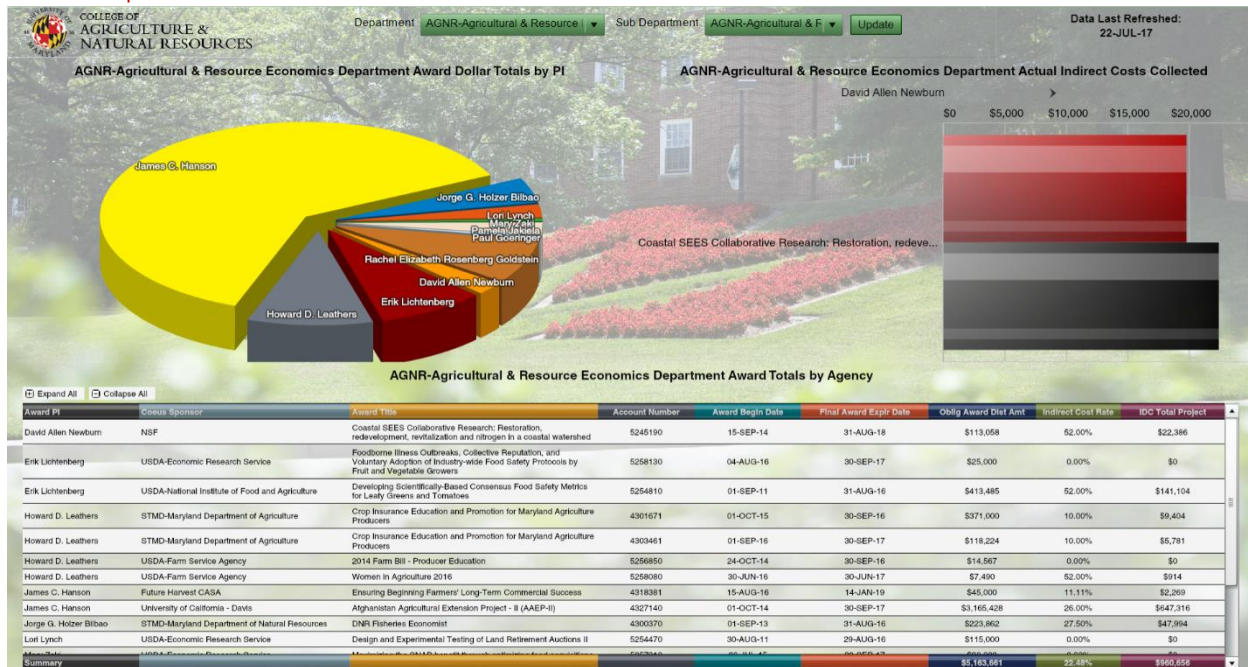 COLLEGE OF
AGRICULTURE &
NATURAL RESOURCES
Department AGNR-Agricultural & Resource Sub Department AGNR-Agricultural & F Update
Data Last Refreshed:
22-JUL-17
AGNR-Agricultural & Resource Economics Department Award Dollar Totals by PI
James C. Hanson
Jorge G. Holzer Bilbao
Lori Lynch
Mary Zaki
Pamela Jakiela
Paul Goeringer
Rachel Elizabeth Rosenberg Goldstein
David Allen Newburn
Erik Lichtenberg
Howard D. Leathers
AGNR-Agricultural & Resource Economics Department Actual Indirect Costs Collected
David Allen Newburn
$0 $5,000 $10,000 $15,000 $20,000
Coastal SEES Collaborative Research: Restoration, redeve...
AGNR-Agricultural & Resource Economics Department Award Totals by Agency
Expand All Collapse All
Award PI Coeus Sponsor Award Title Account Number Award Begin Date Final Award Expir Date Oblig Award Dist Amt Indirect Cost Rate IDC Total Project
David Allen Newburn NSF Coastal SEES Collaborative Research: Restoration, 5245190 15-SEP-14 31-AUG-18 $113,058 52.00% $22,386
redevelopment, revitalization and nitrogen in a coastal watershed
Foodborne Illness Outbreaks, Collective Reputation, and
Erik Lichtenberg USDA-Economic Research Service Voluntary Adoption of Industry-wide Food Safety Protocols by 5258130 04-AUG-16 30-SEP-17 $25,000 0.00% $0
Fruit and Vegetable Growers
Erik Lichtenberg USDA-National Institute of Food and Agriculture Developing Scientifically-Based Consensus Food Safety Metrics 5254810 01-SEP-11 31-AUG-16 $413,485 52.00% $141,104
for Leafy Greens and Tomatoes
Howard D. Leathers STMD-Maryland Department of Agriculture Crop Insurance Education and Promotion for Maryland Agriculture 4301671 01-OCT-15 30-SEP-16 $371,000 10.00% $9,404
Producers
Howard D. Leathers STMD-Maryland Department of Agriculture Crop Insurance Education and Promotion for Maryland Agriculture 4303461 01-SEP-16 30-SEP-17 $118,224 10.00% $5,781
Producers
Howard D. Leathers USDA-Farm Service Agency 2014 Farm Bill - Producer Education 5256850 24-OCT-14 30-SEP-16 $14,567 0.00% $0
Howard D. Leathers USDA-Farm Service Agency Women in Agriculture 2016 5258080 30-JUN-16 30-JUN-17 $7,490 52.00% $914
James C. Hanson Future Harvest CASA Ensuring Beginning Farmers' Long-Term Commercial Success 4318381 15-AUG-16 14-JAN-19 $45,000 11.11% $2,269
James C. Hanson University of California - Davis Afghanistan Agricultural Extension Project - II (AAEP-II) 4327140 01-OCT-14 30-SEP-17 $3,165,428 26.00% $647,316
Jorge G. Holzer Bilbao STMD-Maryland Department of Natural Resources DNR Fisheries Economist 4300370 01-SEP-13 31-AUG-16 $223,862 27.50% $47,994
Lori Lynch USDA-Economic Research Service Design and Experimental Testing of Land Retirement Auctions II 5254470 30-AUG-11 29-AUG-16 $115,000 0.00% $0
Summary $5,163,661 22.48% $960,656